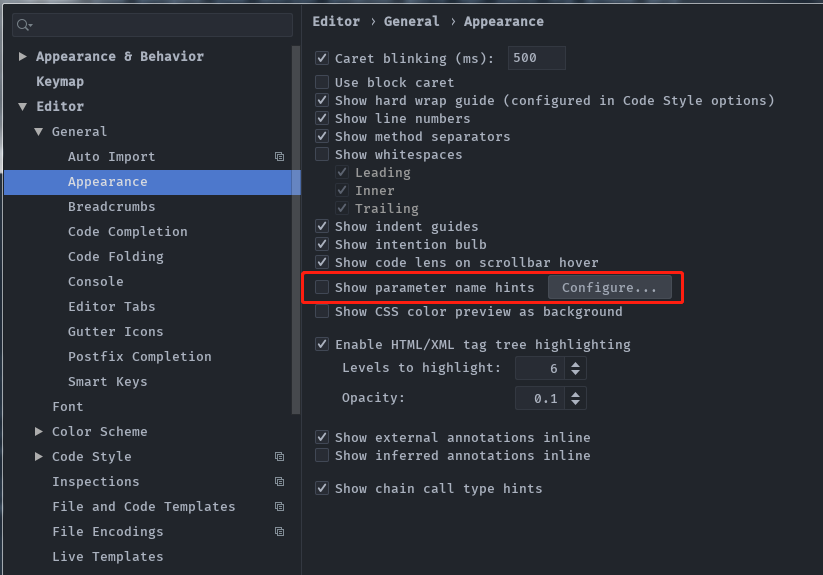 Editor › General › Appearance
Appearance & Behavior
Keymap
Editor
General
Auto Import
Appearance
Breadcrumbs
Code Completion
Code Folding
Console
Editor Tabs
Gutter Icons
Postfix Completion
Smart Keys
Font
Color Scheme
Code Style
Inspections
File and Code Templates
File Encodings
Live Templates
Caret blinking (ms): 500
Use block caret
Show hard wrap guide (configured in Code Style options)
Show line numbers
Show method separators
Show whitespaces
Leading
Inner
Trailing
Show indent guides
Show intention bulb
Show code lens on scrollbar hover
Show parameter name hints Configure...
Show CSS color preview as background
Enable HTML/XML tag tree highlighting
Levels to highlight: 6
Opacity: 0.1
Show external annotations inline
Show inferred annotations inline
Show chain call type hints